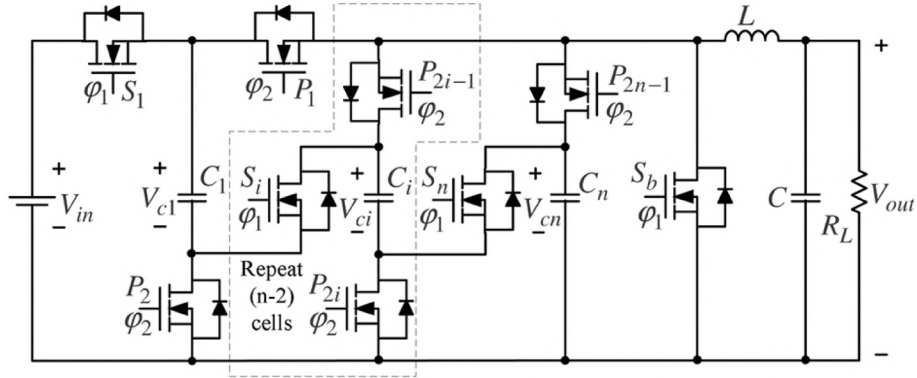 L
φ1 S1
φ2 P1
P2i−1
φ2
P2n−1
φ2
+
+
Vin
−
+
Vc1
−
C1
Si
φ1
+
Vci
−
Ci
Sn
φ1
+
Vcn
−
Cn
Sb
φ1
C
RL
Vout
P2
φ2
Repeat
(n-2)
cells
P2i
φ2
−